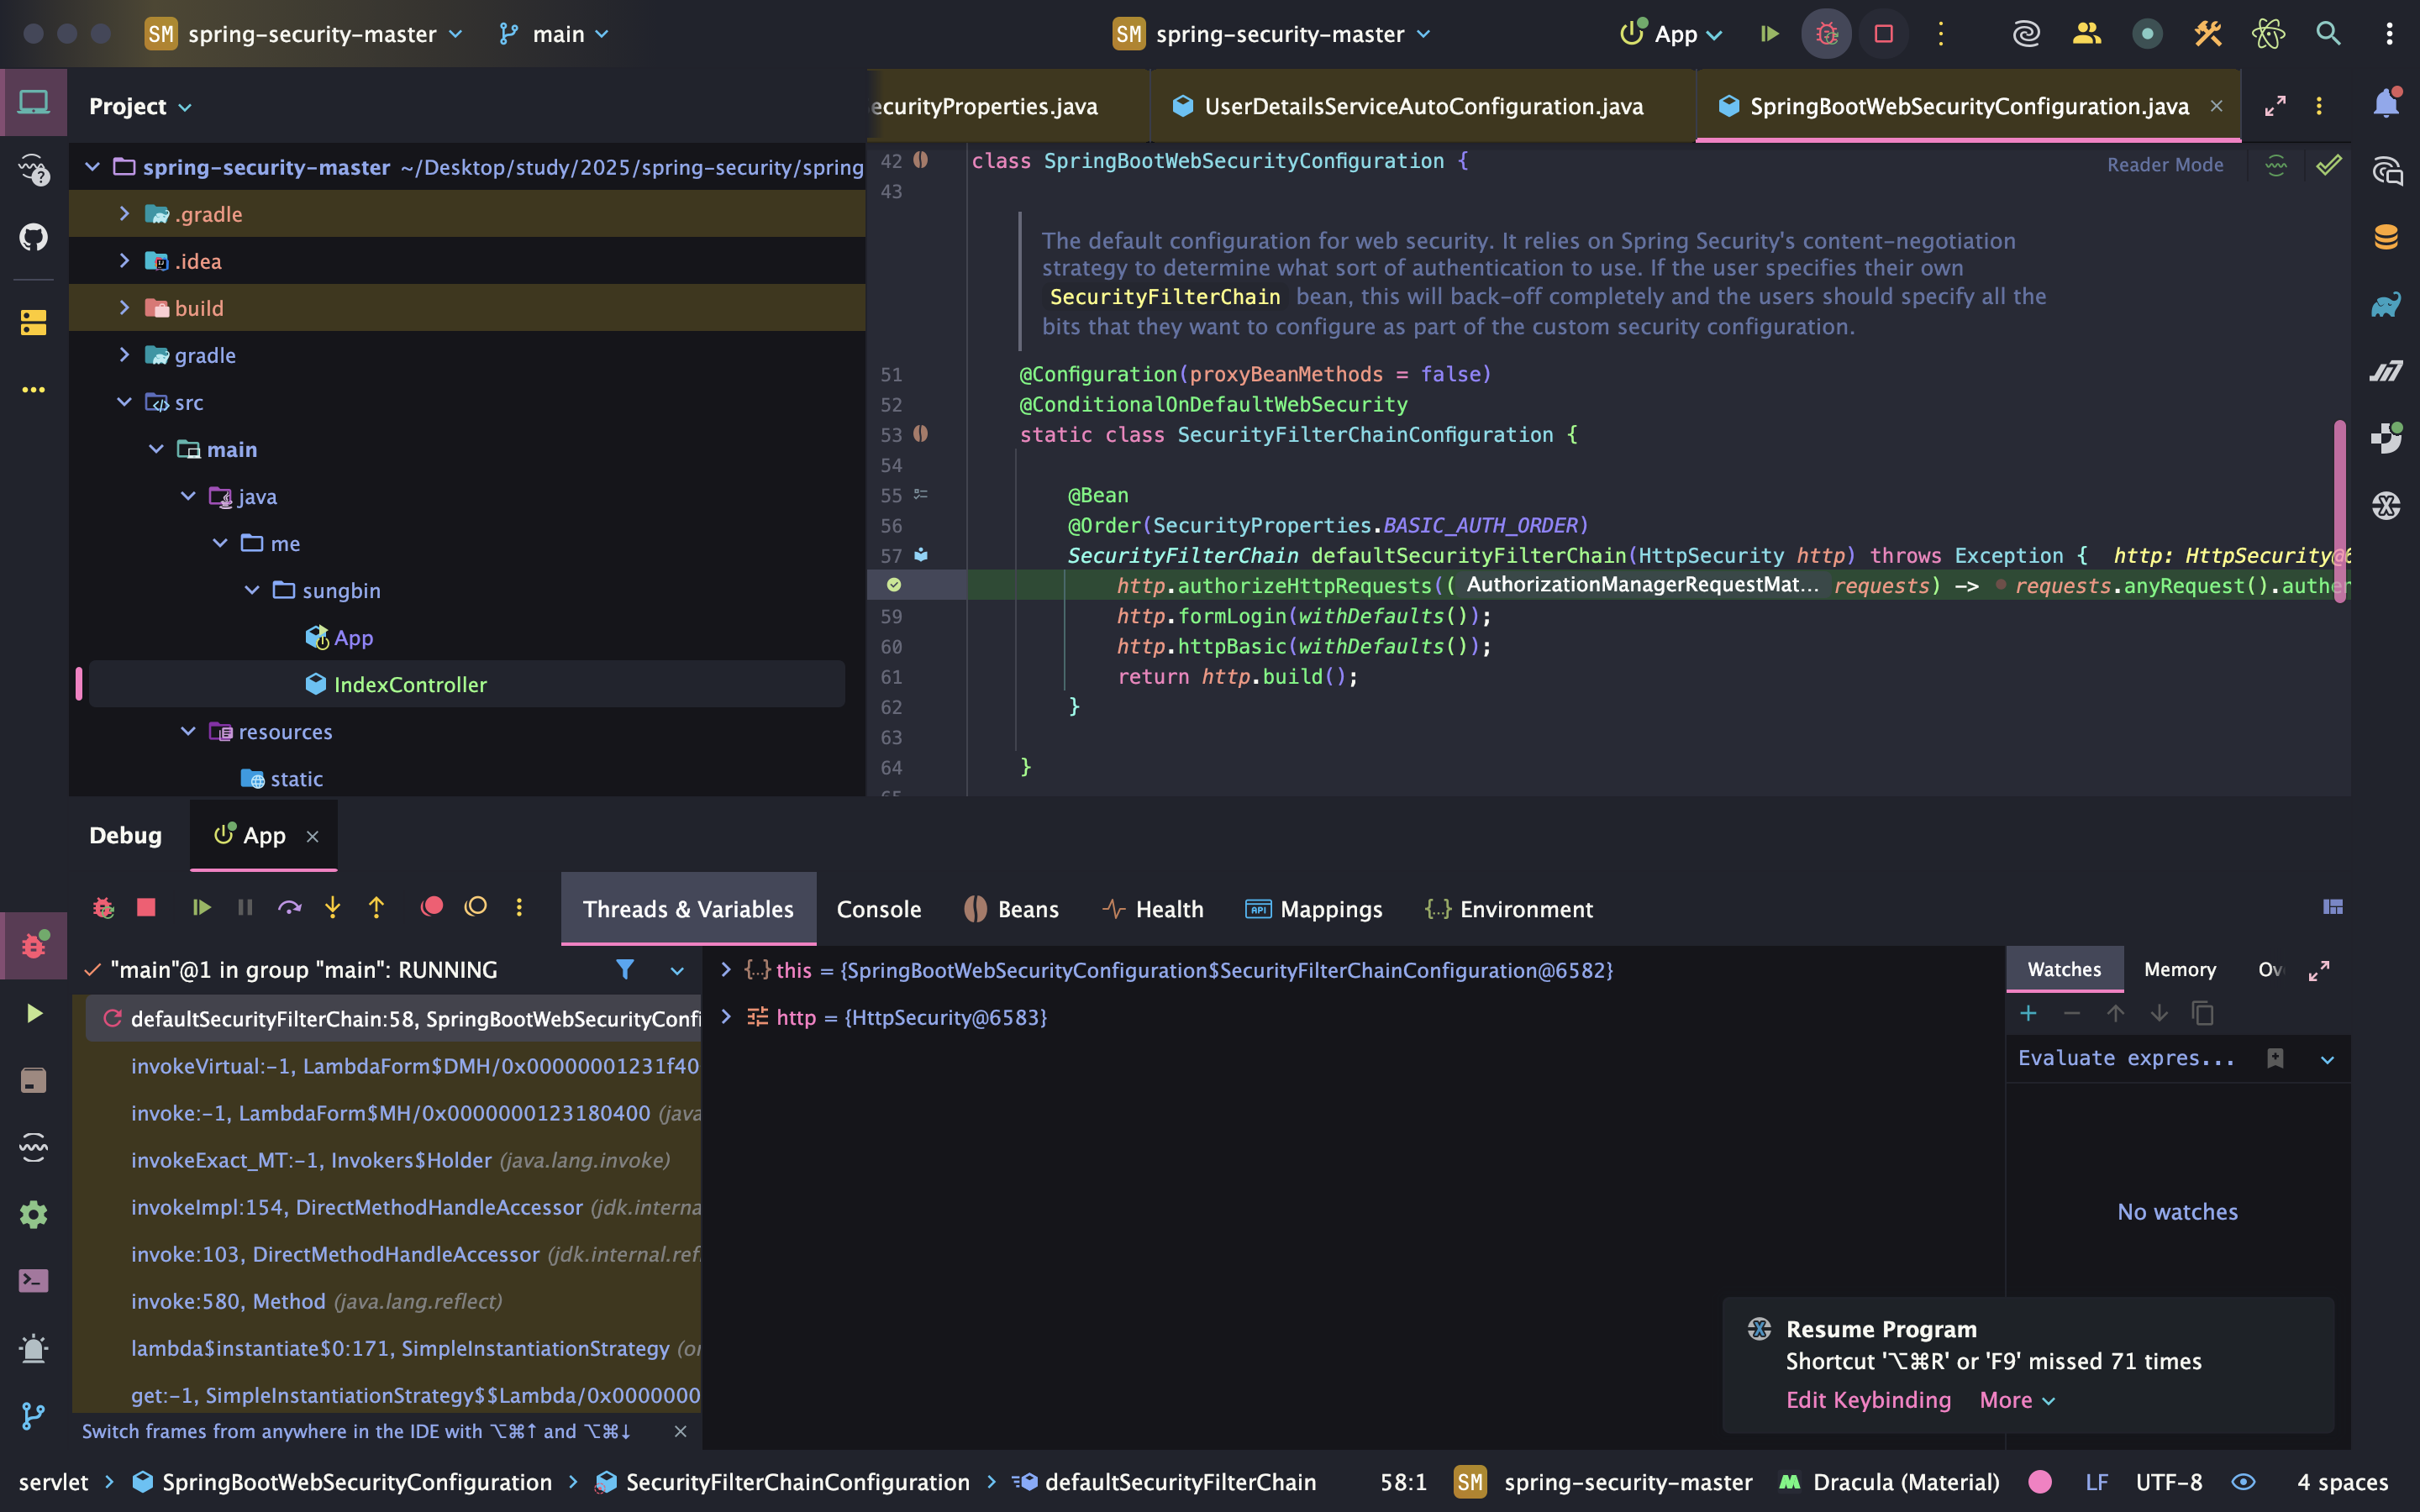 SM spring-security-master
main
SM spring-security-master
App
Project
ecurityProperties.java
UserDetailsServiceAutoConfiguration.java
SpringBootWebSecurityConfiguration.java
spring-security-master ~/Desktop/study/2025/spring-security/spring
.gradle
.idea
build
gradle
src
main
java
me
sungbin
App
IndexController
resources
static
Reader Mode
42 class SpringBootWebSecurityConfiguration {
43
The default configuration for web security. It relies on Spring Security's content-negotiation
strategy to determine what sort of authentication to use. If the user specifies their own
SecurityFilterChain bean, this will back-off completely and the users should specify all the
bits that they want to configure as part of the custom security configuration.
51 @Configuration(proxyBeanMethods = false)
52 @ConditionalOnDefaultWebSecurity
53 static class SecurityFilterChainConfiguration {
54
55 @Bean
56 @Order(SecurityProperties.BASIC_AUTH_ORDER)
57 SecurityFilterChain defaultSecurityFilterChain(HttpSecurity http) throws Exception { http: HttpSecurity@6
http.authorizeHttpRequests(( AuthorizationManagerRequestMat... requests) -> requests.anyRequest().authen
59 http.formLogin(withDefaults());
60 http.httpBasic(withDefaults());
61 return http.build();
62 }
63
64 }
65
Debug
App
Threads & Variables
Console
Beans
Health
API Mappings
Environment
"main"@1 in group "main": RUNNING
defaultSecurityFilterChain:58, SpringBootWebSecurityConfi
invokeVirtual:-1, LambdaForm$DMH/0x00000001231f40
invoke:-1, LambdaForm$MH/0x0000000123180400 (java
invokeExact_MT:-1, Invokers$Holder (java.lang.invoke)
invokeImpl:154, DirectMethodHandleAccessor (jdk.interna
invoke:103, DirectMethodHandleAccessor (jdk.internal.ref
invoke:580, Method (java.lang.reflect)
lambda$instantiate$0:171, SimpleInstantiationStrategy (or
get:-1, SimpleInstantiationStrategy$$Lambda/0x0000000
Switch frames from anywhere in the IDE with ⌥⌘↑ and ⌥⌘↓
this = {SpringBootWebSecurityConfiguration$SecurityFilterChainConfiguration@6582}
http = {HttpSecurity@6583}
Watches
Memory
Ov
Evaluate expres...
No watches
Resume Program
Shortcut '⌥⌘R' or 'F9' missed 71 times
Edit Keybinding More
servlet > SpringBootWebSecurityConfiguration > SecurityFilterChainConfiguration > defaultSecurityFilterChain
58:1
SM spring-security-master
Dracula (Material)
LF
UTF-8
4 spaces